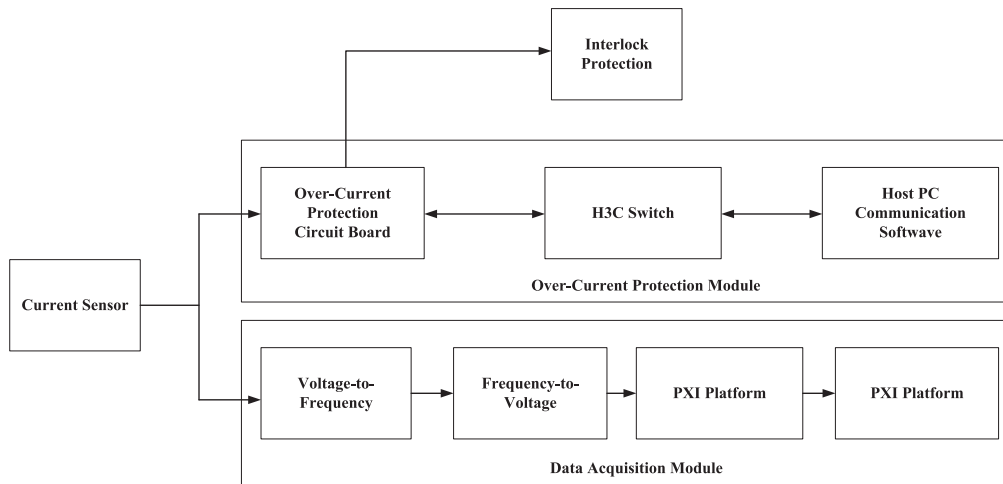 Interlock
Protection
Over-Current
Protection
Circuit Board
H3C Switch
Host PC
Communication
Softwave
Over-Current Protection Module
Current Sensor
Voltage-to-
Frequency
Frequency-to-
Voltage
PXI Platform
PXI Platform
Data Acquisition Module